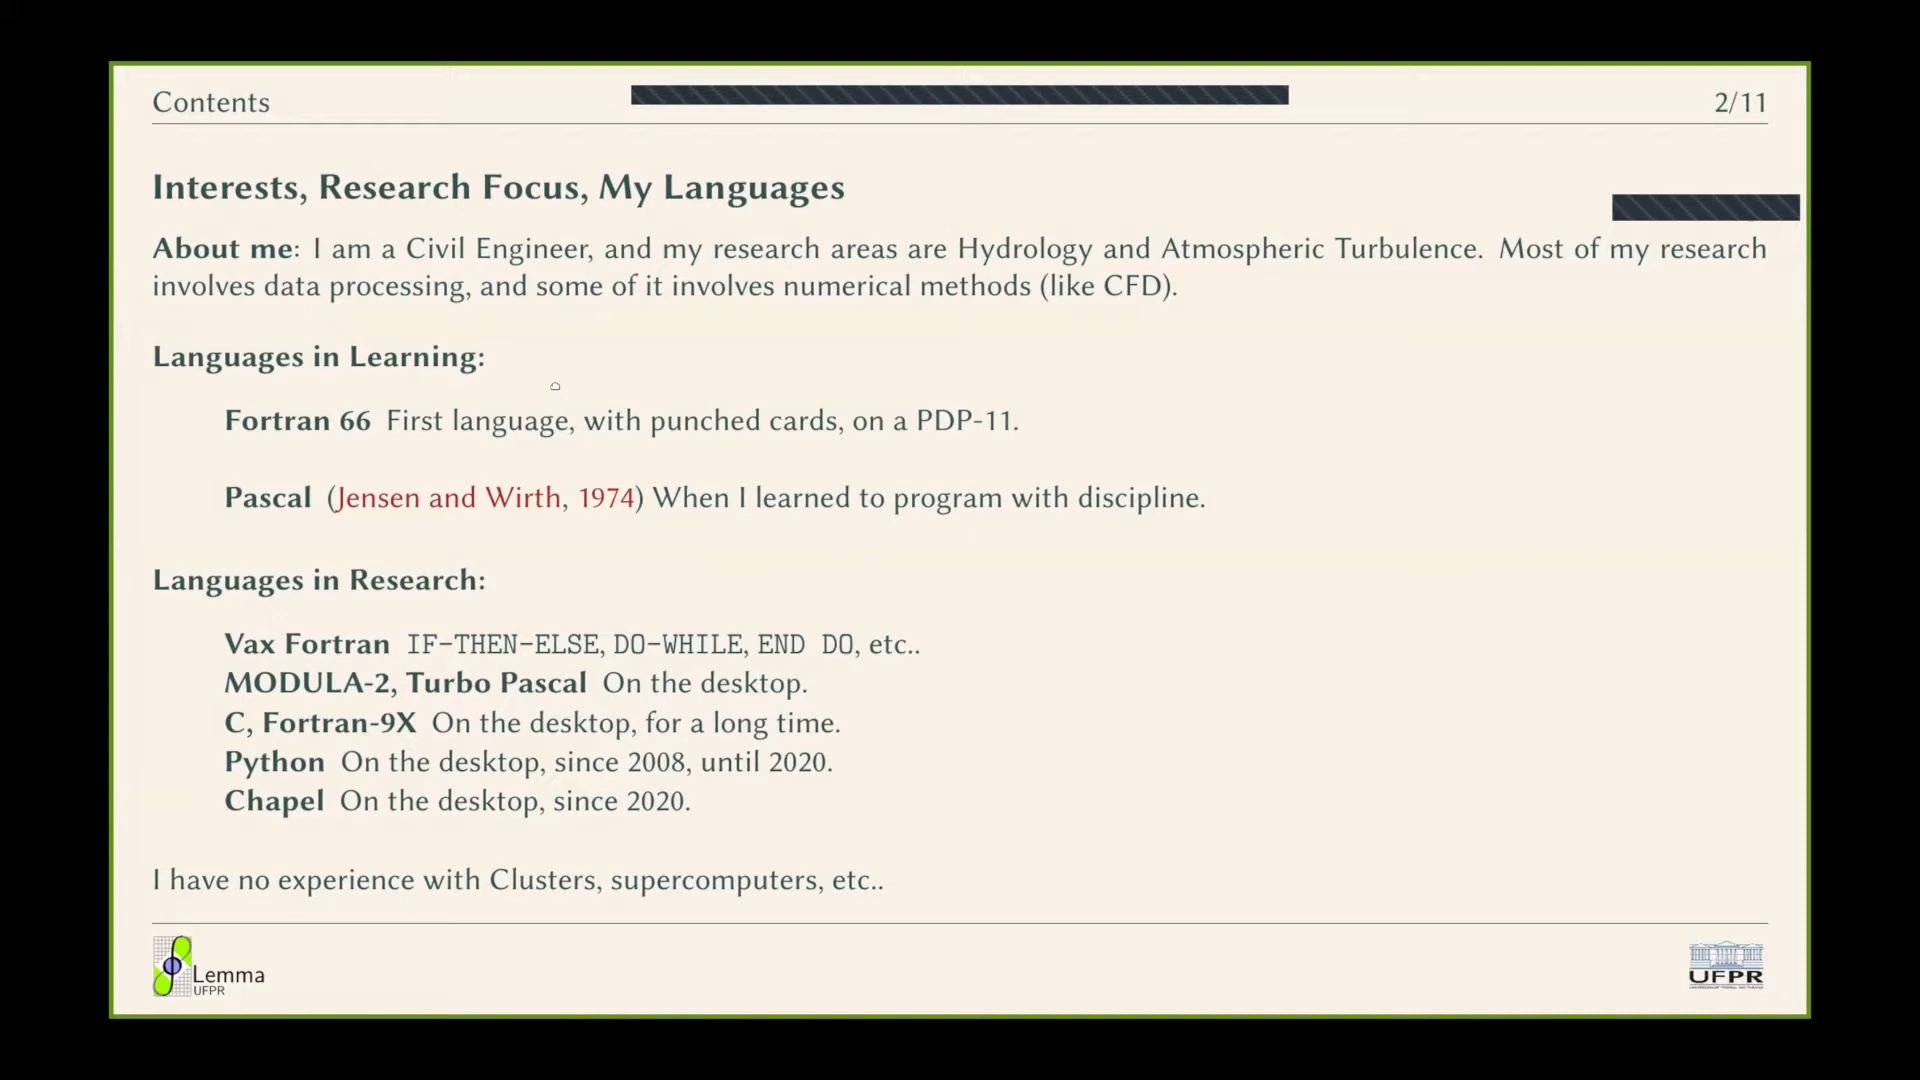 Contents
2/11
Interests, Research Focus, My Languages
About me: I am a Civil Engineer, and my research areas are Hydrology and Atmospheric Turbulence. Most of my research
involves data processing, and some of it involves numerical methods (like CFD).
Languages in Learning:
Fortran 66 First language, with punched cards, on a PDP-11.
Pascal (Jensen and Wirth, 1974) When I learned to program with discipline.
Languages in Research:
Vax Fortran IF-THEN-ELSE, DO-WHILE, END DO, etc..
MODULA-2, Turbo Pascal On the desktop.
C, Fortran-9X On the desktop, for a long time.
Python On the desktop, since 2008, until 2020.
Chapel On the desktop, since 2020.
I have no experience with Clusters, supercomputers, etc..
Lemma
UFPR
UFPR